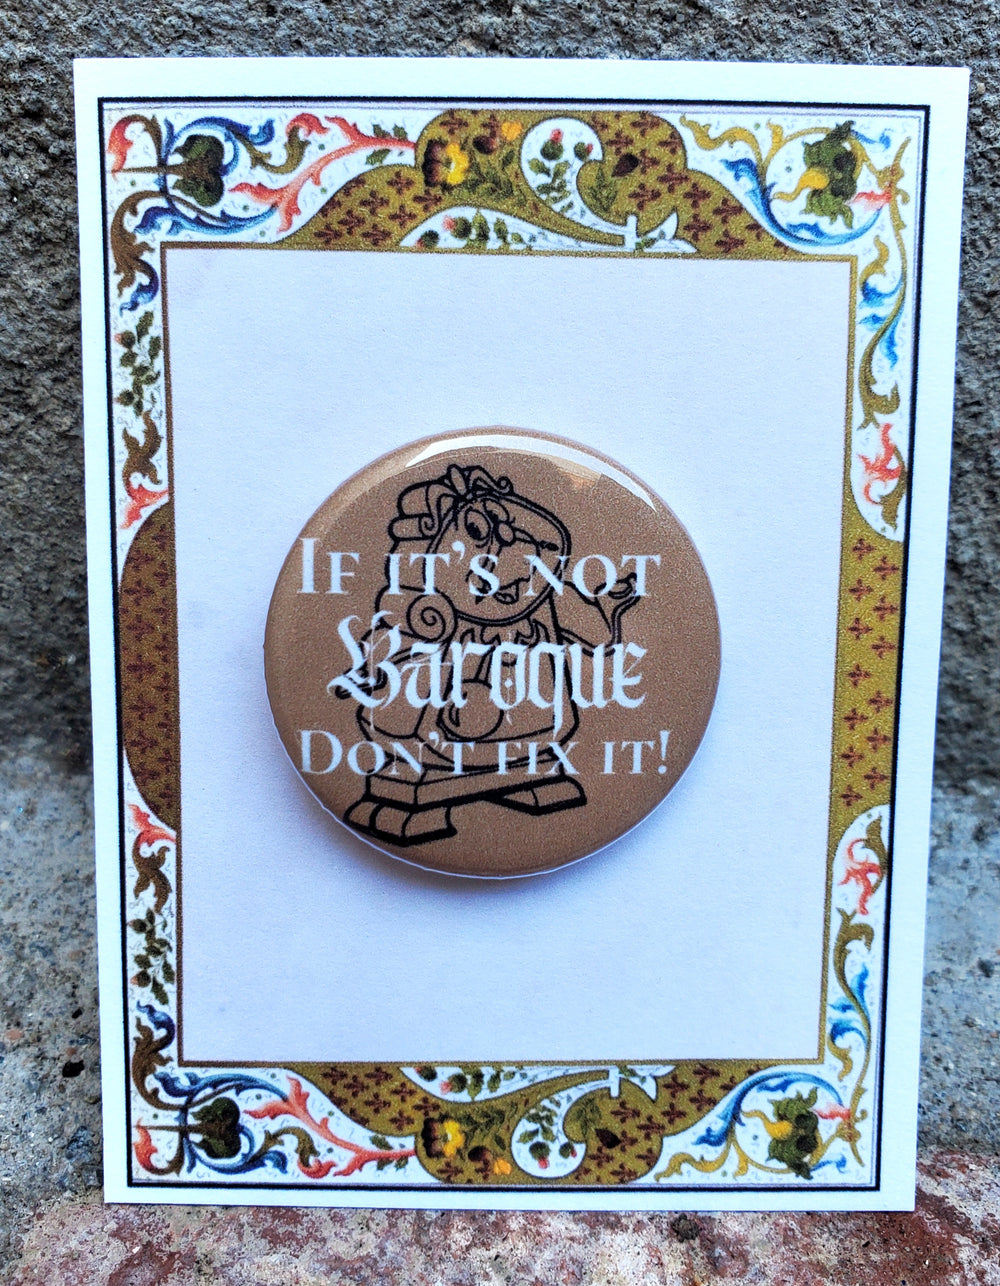 If it's not
Baroque
Don't fix it!